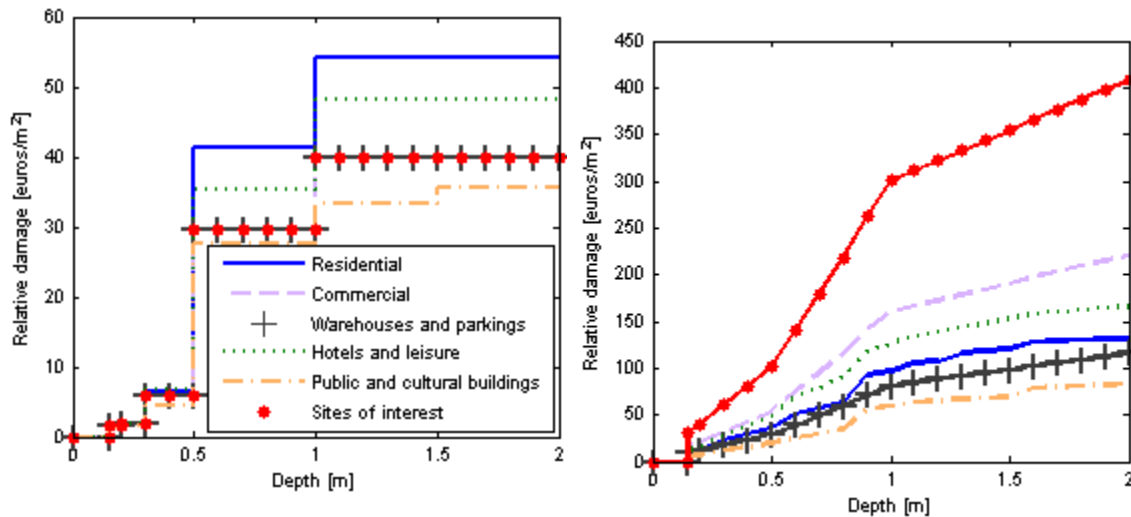 60
50
40
30
20
10
0
Relative damage [euros/m²]
Residential
Commercial
Warehouses and parkings
Hotels and leisure
Public and cultural buildings
Sites of interest
0 0.5 1 1.5 2
Depth [m]
450
400
350
300
250
200
150
100
50
0
Relative damage [euros/m²]
0 0.5 1 1.5 2
Depth [m]